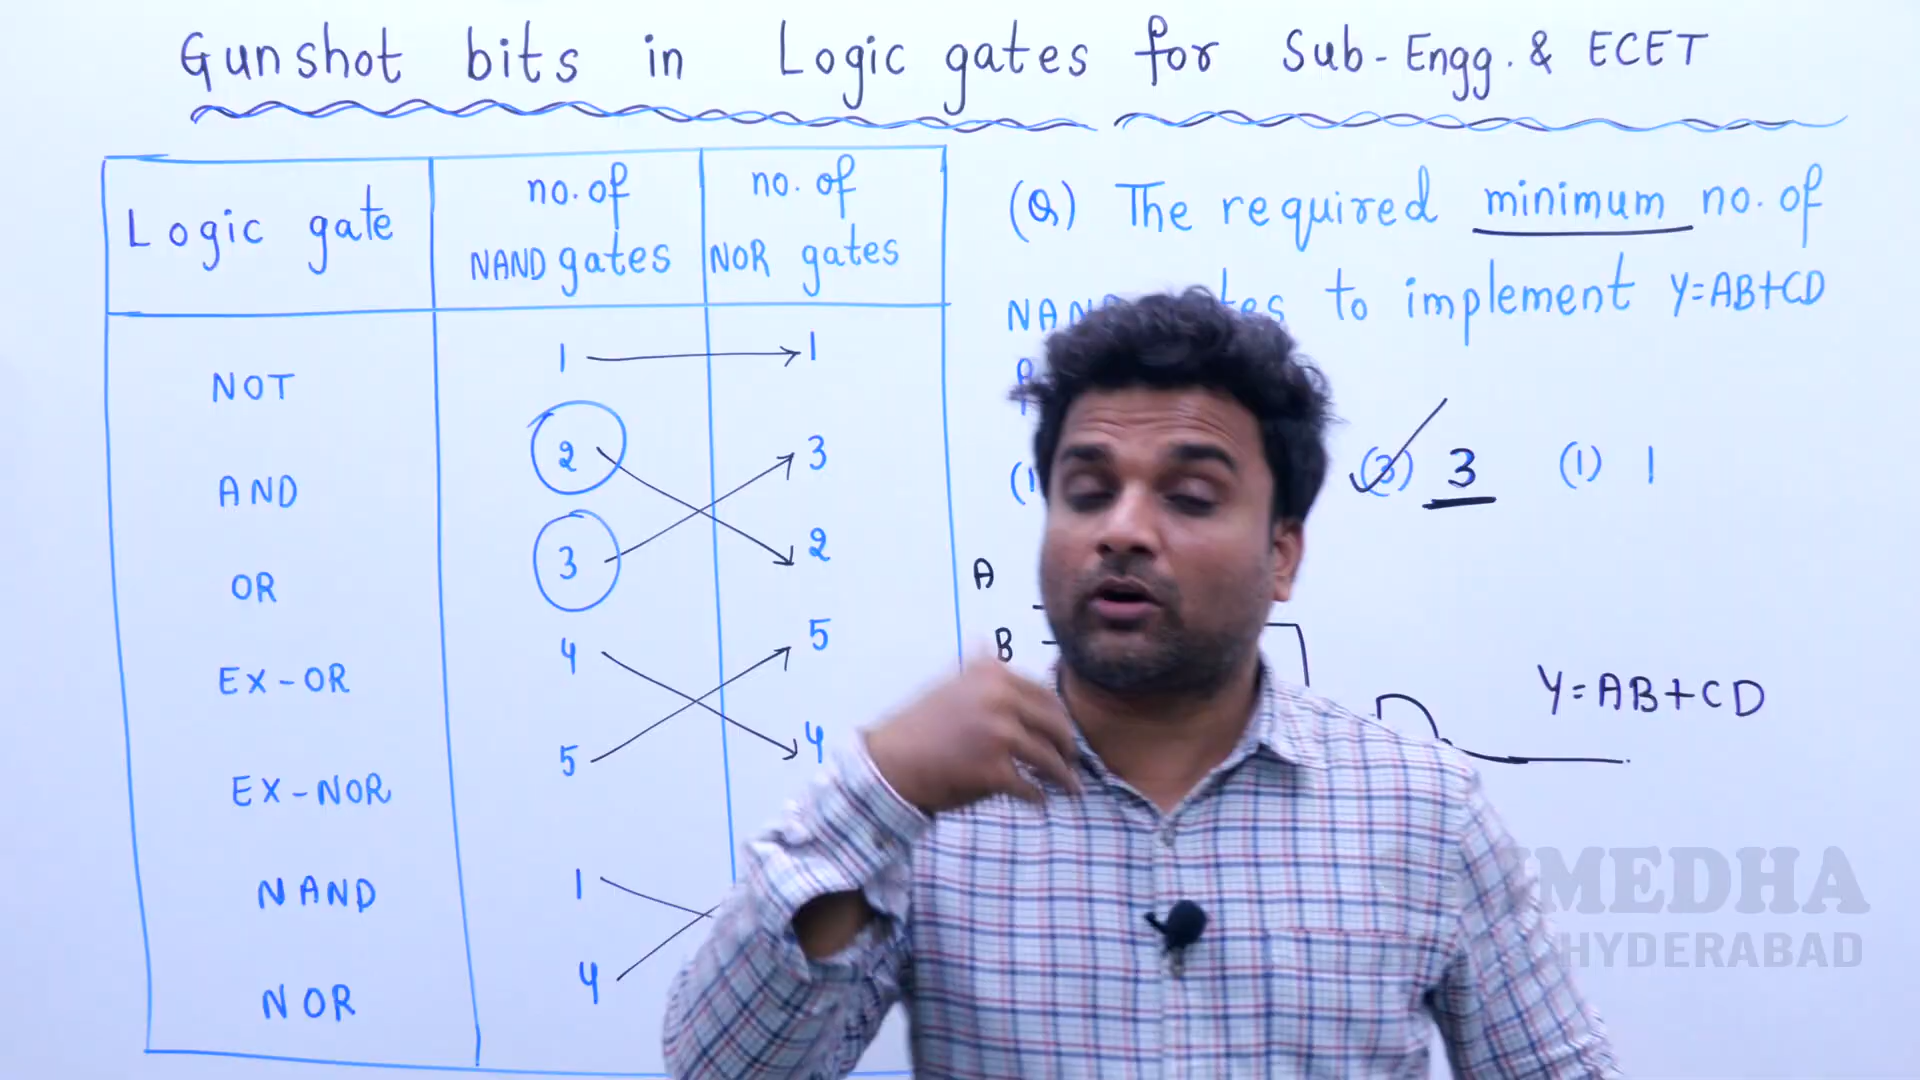 Gunshot bits in Logic gates for Sub-Engg. & ECET
Logic gate
no. of
NAND gates
no. of
NOR gates
NOT 1 1
AND 2 3
OR 3 2
EX-OR 4 5
EX-NOR 5 4
NAND 1
NOR 4
(Q) The required minimum no. of
to implement Y=AB+CD
(3) 3 (1) 1
A
B
Y=AB+CD
MEDHA
HYDERABAD